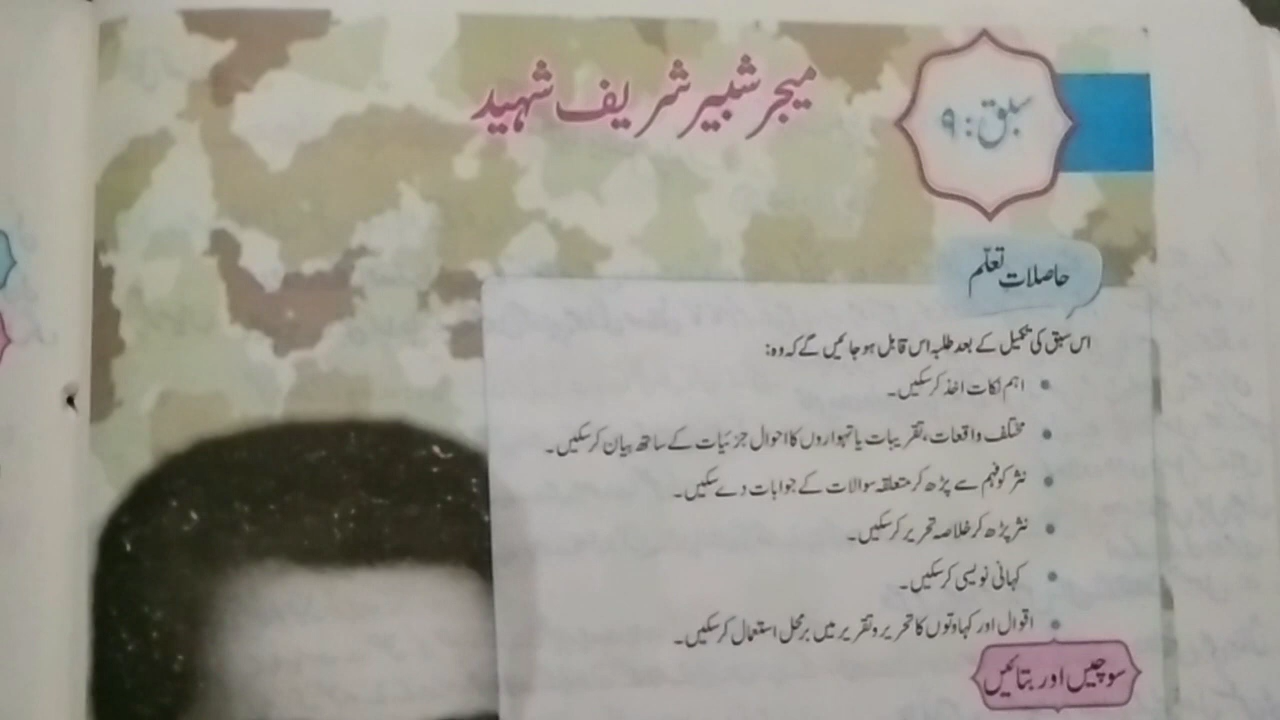 سبق: ۹
میجر شبیر شریف شہید
حاصلاتِ تعلّم
اس سبق کی تکمیل کے بعد طلبہ اس قابل ہو جائیں گے کہ وہ:
• اہم نکات اخذ کر سکیں۔
• مختلف واقعات، تقریبات یا تہواروں کا احوال جزئیات کے ساتھ بیان کر سکیں۔
• نثر کو فہم سے پڑھ کر متعلقہ سوالات کے جوابات دے سکیں۔
• نثر پڑھ کر خلاصہ تحریر کر سکیں۔
• کہانی نویسی کر سکیں۔
• اقوال اور کہاوتوں کا تحریر و تقریر میں برمحل استعمال کر سکیں۔
سوچیں اور بتائیں